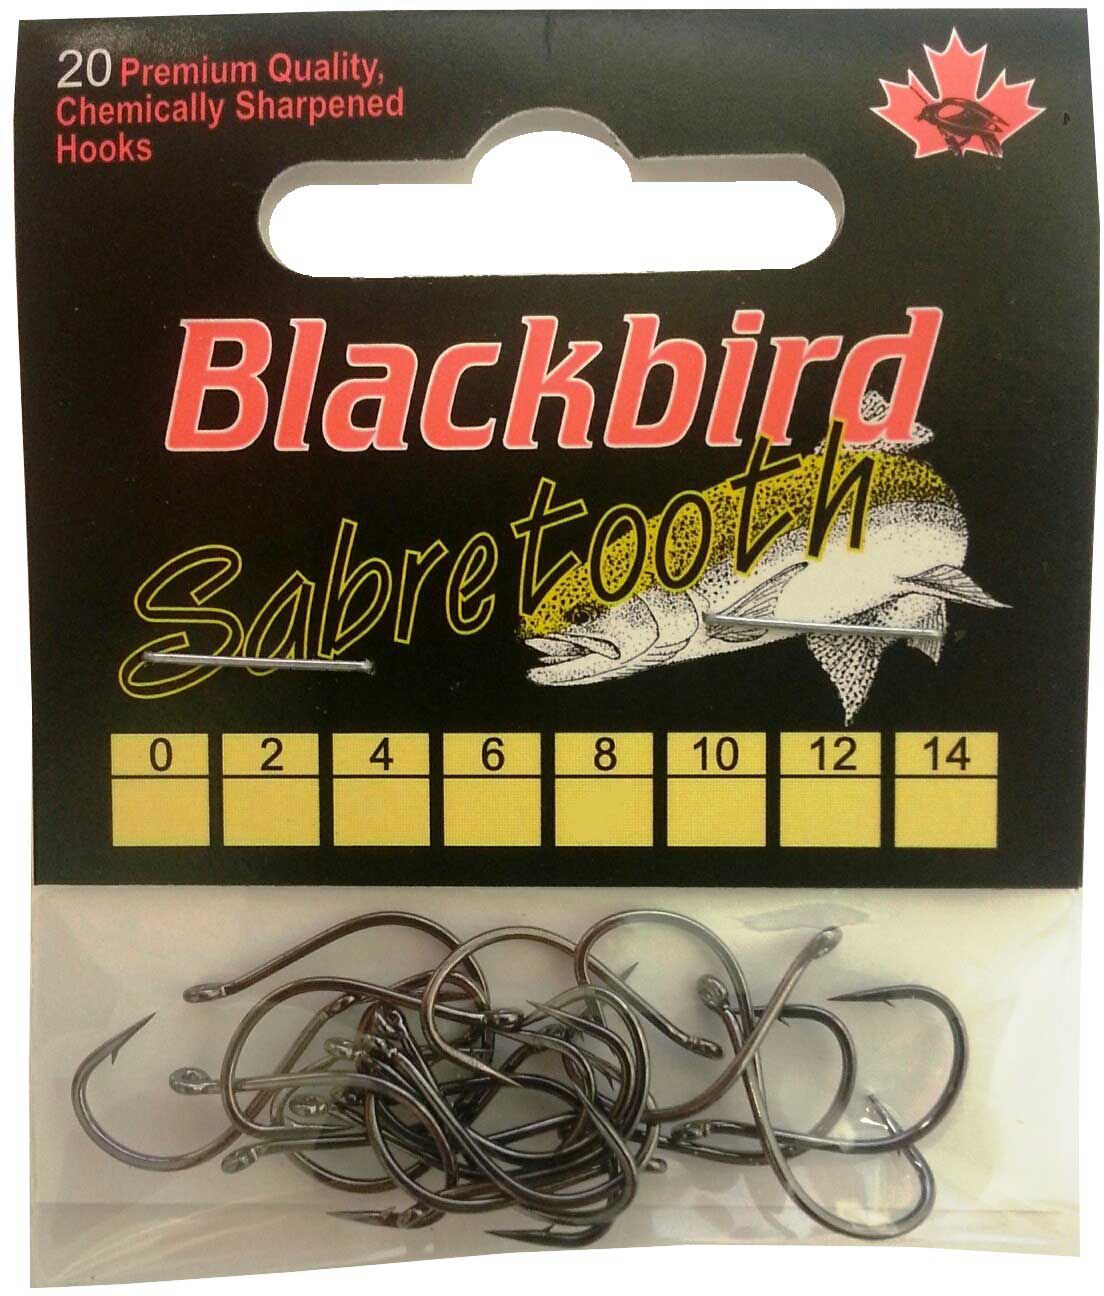 20 Premium Quality,
Chemically Sharpened
Hooks
Blackbird
Sabretooth
0 2 4 6 8 10 12 14